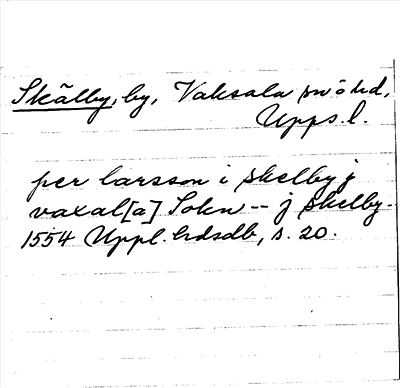 Skälby, by, Vaksala sn o hd,
Upps. l.
per larsson i skelby j
vaxal[a] Sokn -- j skelby.
1554 Uppl. lrdsdb, s. 20.